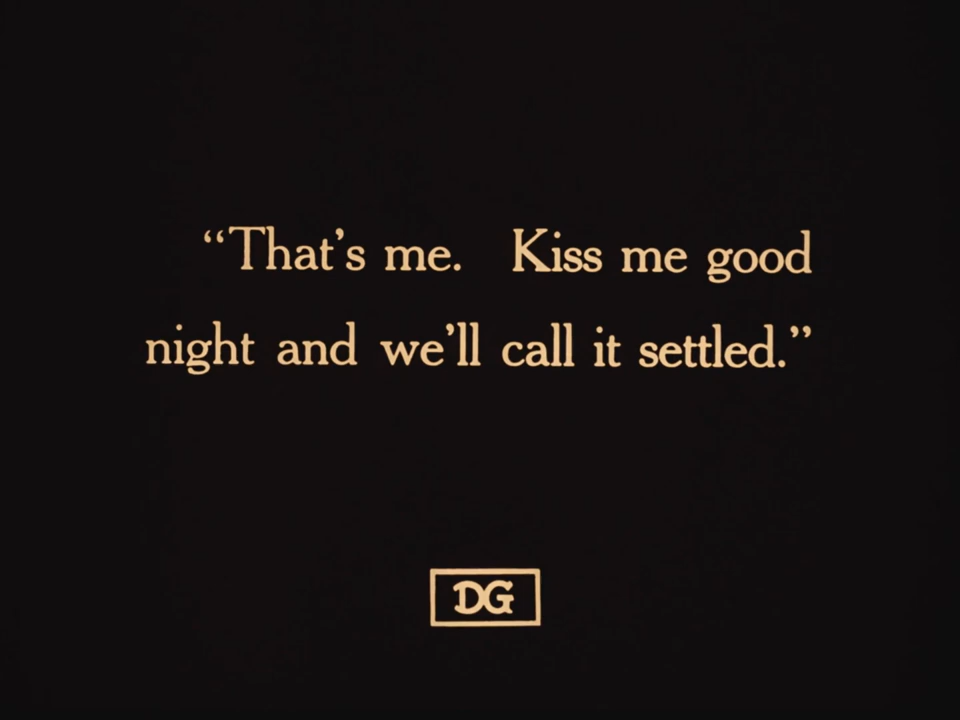 “That’s me.   Kiss me good
night and we’ll call it settled.”
DG